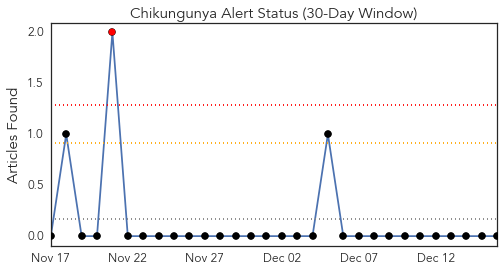 Chikungunya Alert Status (30-Day Window)
Articles Found
2.0
1.5
1.0
0.5
0.0
Nov 17 Nov 22 Nov 27 Dec 02 Dec 07 Dec 12